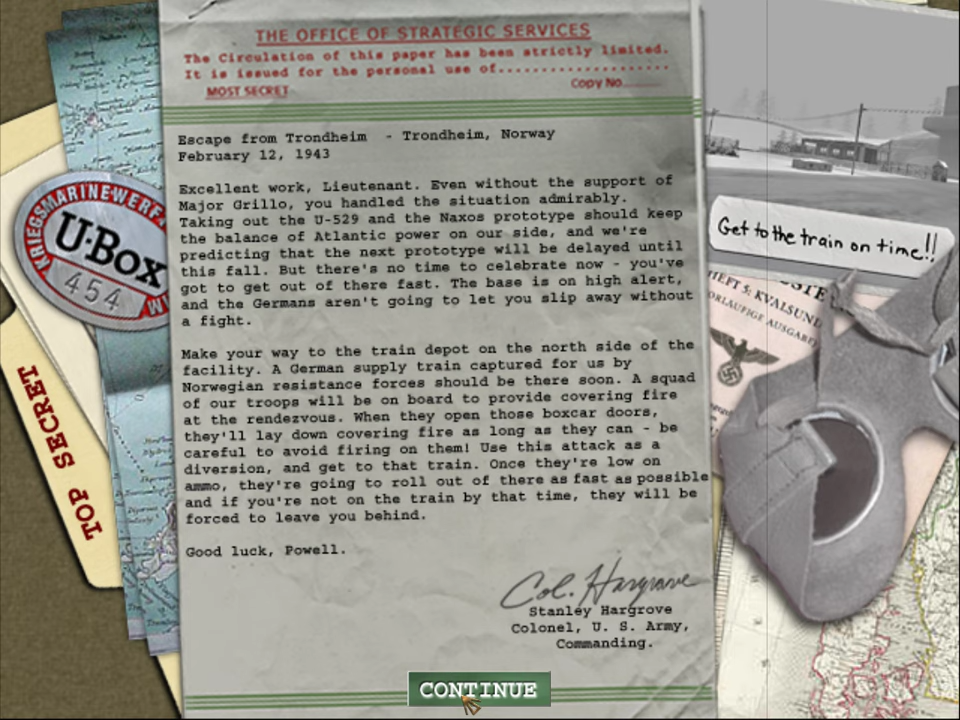 THE OFFICE OF STRATEGIC SERVICES
The Circulation of this paper has been strictly limited.
It is issued for the personal use of....................
MOST SECRET
Copy No.........
Escape from Trondheim - Trondheim, Norway
February 12, 1943
Excellent work, Lieutenant. Even without the support of
Major Grillo, you handled the situation admirably.
Taking out the U-529 and the Naxos prototype should keep
the balance of Atlantic power on our side, and we're
predicting that the next prototype will be delayed until
this fall. But there's no time to celebrate now - you've
got to get out of there fast. The base is on high alert,
and the Germans aren't going to let you slip away without
a fight.
Make your way to the train depot on the north side of the
facility. A German supply train captured for us by
Norwegian resistance forces should be there soon. A squad
of our troops will be on board to provide covering fire
at the rendezvous. When they open those boxcar doors,
they'll lay down covering fire as long as they can - be
careful to avoid firing on them! Use this attack as a
diversion, and get to that train. Once they're low on
ammo, they're going to roll out of there as fast as possible
and if you're not on the train by that time, they will be
forced to leave you behind.
Good luck, Powell.
Col. Hargrove
Stanley Hargrove
Colonel, U. S. Army,
Commanding.
CONTINUE
KRIEGSMARINEWERF
U-Box
454
TOP SECRET
Get to the train on time!!
HEFT 5: KVALSUND